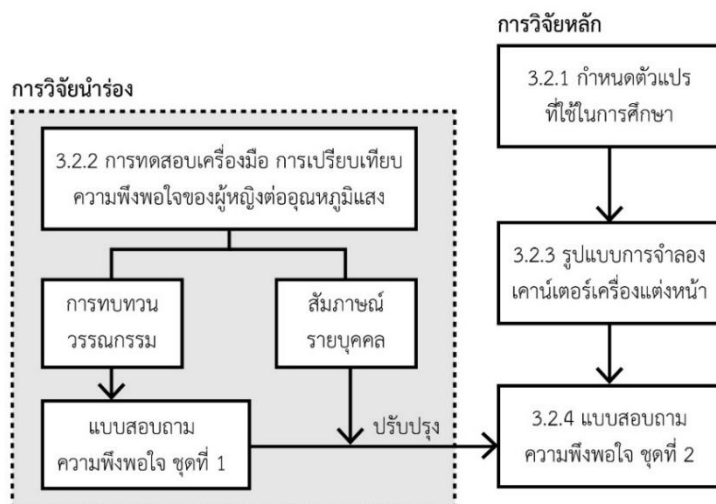 การวิจัยหลัก
3.2.1 กำหนดตัวแปร
ที่ใช้ในการศึกษา
การวิจัยนำร่อง
3.2.2 การทดสอบเครื่องมือ การเปรียบเทียบ
ความพึงพอใจของผู้หญิงต่ออุณหภูมิแสง
3.2.3 รูปแบบการจำลอง
เคาน์เตอร์เครื่องแต่งหน้า
การทบทวน
วรรณกรรม
สัมภาษณ์
รายบุคคล
แบบสอบถาม
ความพึงพอใจ ชุดที่ 1
ปรับปรุง
3.2.4 แบบสอบถาม
ความพึงพอใจ ชุดที่ 2